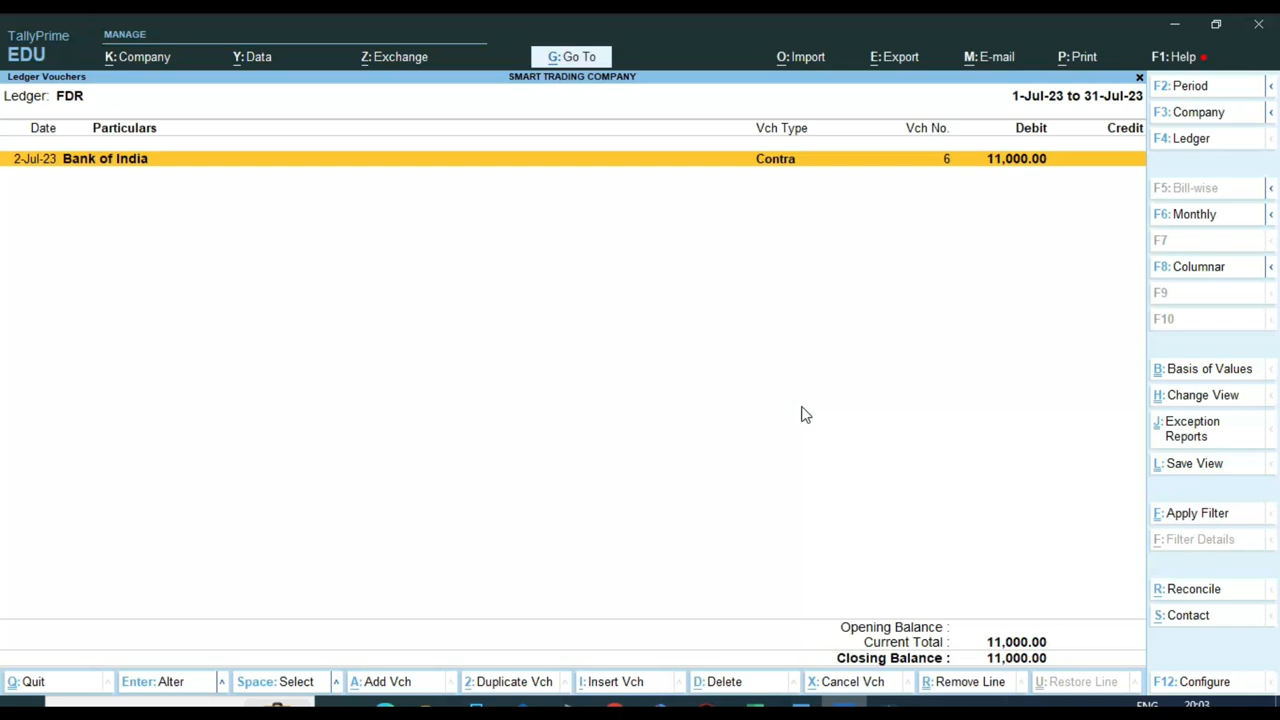 TallyPrime
EDU
MANAGE
K: Company
Y: Data
Z: Exchange
G: Go To
O: Import
E: Export
M: E-mail
P: Print
F1: Help
Ledger Vouchers
SMART TRADING COMPANY
Ledger: FDR
1-Jul-23 to 31-Jul-23
Date Particulars Vch Type Vch No. Debit Credit
2-Jul-23 Bank of India Contra 6 11,000.00
Opening Balance :
Current Total : 11,000.00
Closing Balance : 11,000.00
F2: Period
F3: Company
F4: Ledger
F5: Bill-wise
F6: Monthly
F7
F8: Columnar
F9
F10
B: Basis of Values
H: Change View
J: Exception
Reports
L: Save View
F: Apply Filter
F: Filter Details
R: Reconcile
S: Contact
Q: Quit
Enter: Alter
Space: Select
A: Add Vch
2: Duplicate Vch
I: Insert Vch
D: Delete
X: Cancel Vch
R: Remove Line
U: Restore Line
F12: Configure
ENG 20:03